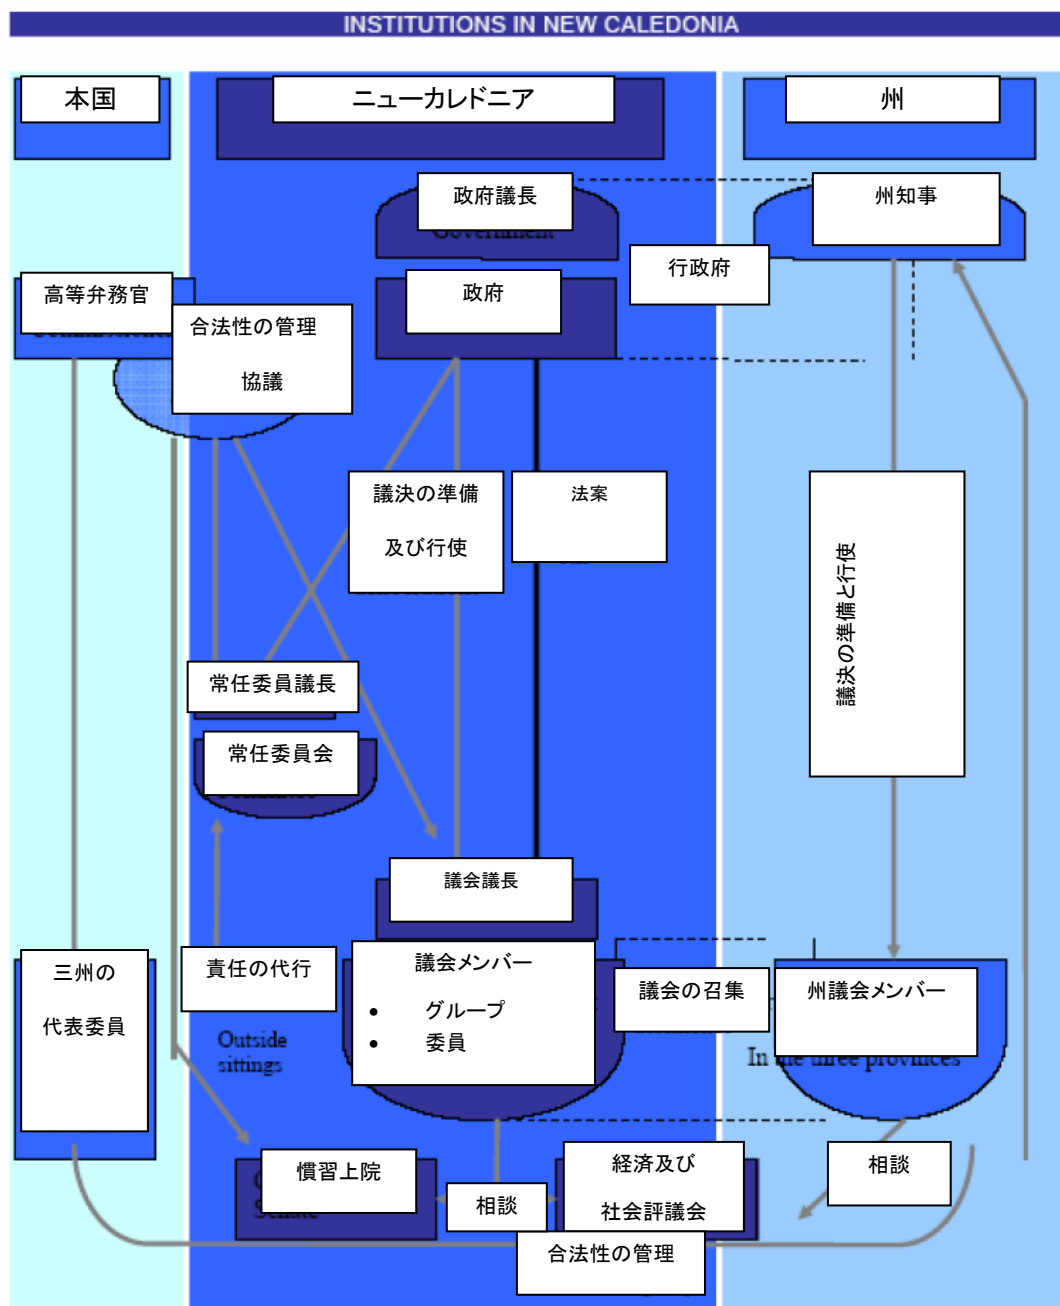 INSTITUTIONS IN NEW CALEDONIA
本国
ニューカレドニア
州
政府議長
州知事
行政府
高等弁務官
政府
合法性の管理
協議
議決の準備
及び行使
法案
議決の準備と行使
常任委員議長
常任委員会
議会議長
三州の
代表委員
責任の代行
議会メンバー
• グループ
• 委員
議会の召集
州議会メンバー
Outside
sittings
In the three provinces
慣習上院
相談
経済及び
社会評議会
相談
合法性の管理